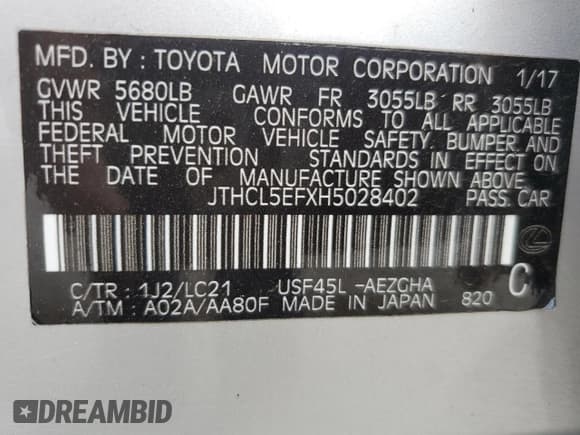 MFD. BY : TOYOTA MOTOR CORPORATION 1/17
GVWR 5680LB GAWR FR 3055LB RR 3055LB
THIS VEHICLE CONFORMS TO ALL APPLICABLE
FEDERAL MOTOR VEHICLE SAFETY, BUMPER AND
THEFT PREVENTION STANDARDS IN EFFECT ON
THE DATE OF MANUFACTURE SHOWN ABOVE.
JTHCL5EFXH5028402 PASS. CAR
C/TR : 1J2/LC21 USF45L -AEZGHA
A/TM : A02A/AA80F MADE IN JAPAN 820 C
DREAMBID